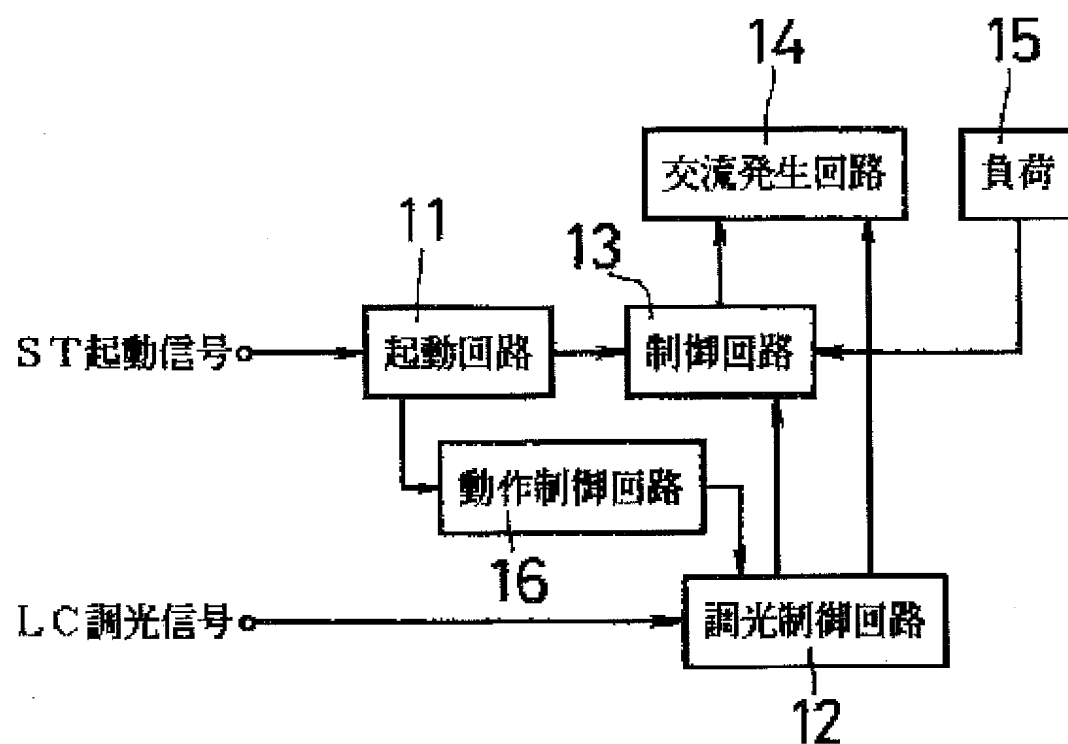 14
15
交流発生回路
負荷
11
13
ST起動信号
起動回路
制御回路
動作制御回路
16
LC調光信号
調光制御回路
12